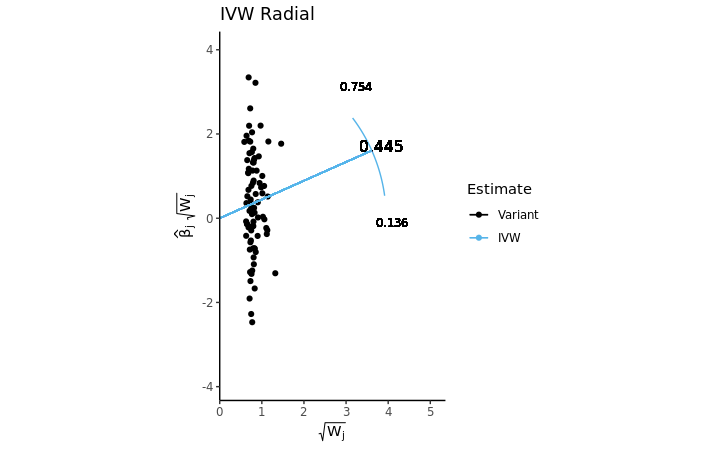 IVW Radial
4
2
0
-2
-4
β̂j √Wj
0.754
0.445
0.136
0 1 2 3 4 5
√Wj
Estimate
Variant
IVW